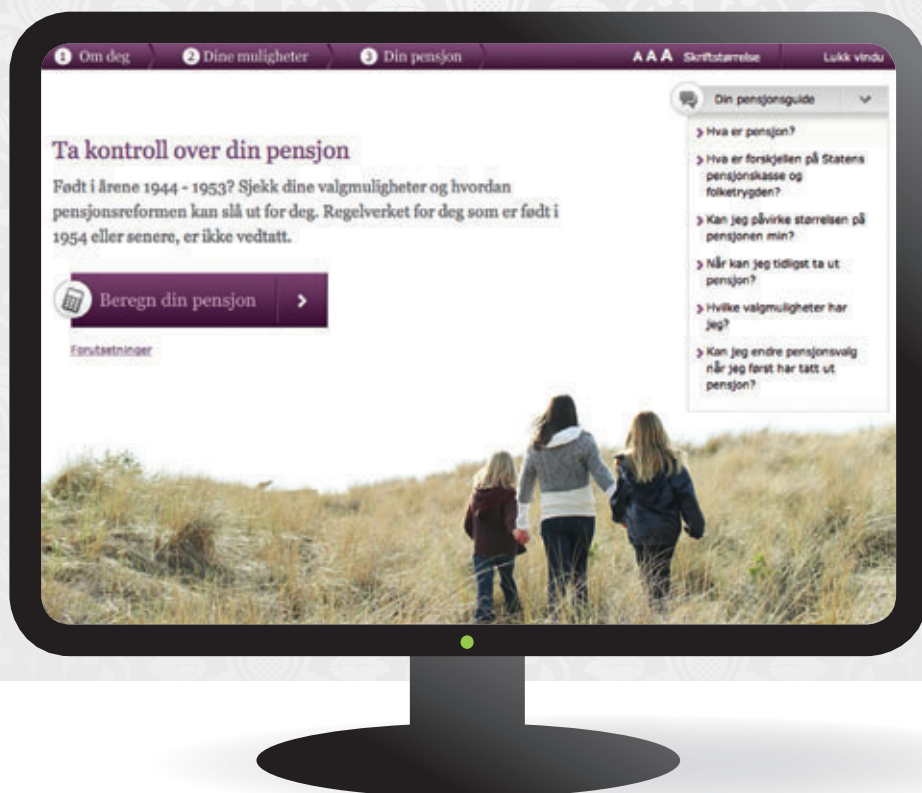 1 Om deg 2 Dine muligheter 3 Din pensjon A A A Skriftstørrelse Lukk vindu
Din pensjonsguide
Hva er pensjon?
Hva er forskjellen på Statens
pensjonskasse og
folketrygden?
Kan jeg påvirke størrelsen på
pensjonen min?
Når kan jeg tidligst ta ut
pensjon?
Hvilke valgmuligheter har
jeg?
Kan jeg endre pensjonsvalg
når jeg først har tatt ut
pensjon?
Ta kontroll over din pensjon
Født i årene 1944 - 1953? Sjekk dine valgmuligheter og hvordan
pensjonsreformen kan slå ut for deg. Regelverket for deg som er født i
1954 eller senere, er ikke vedtatt.
Beregn din pensjon
Forutsetninger